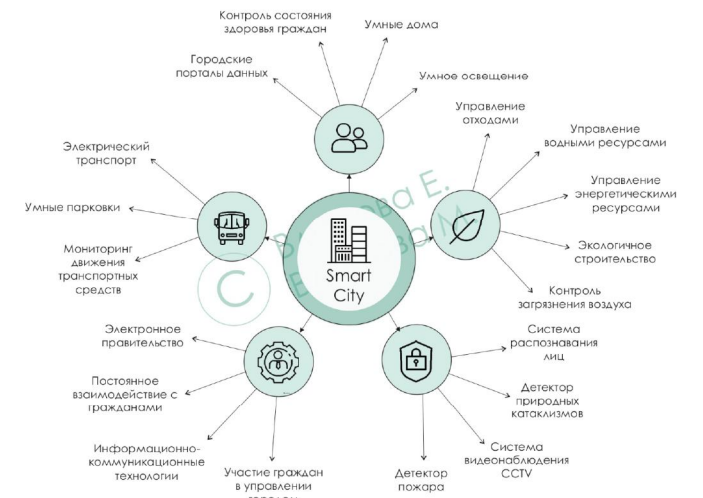 Контроль состояния
здоровья граждан
Умные дома
Городские
порталы данных
Умное освещение
Управление
отходами
Управление
водными ресурсами
Управление
энергетическими
ресурсами
Экологичное
строительство
Контроль
загрязнения воздуха
Электрический
транспорт
Умные парковки
Мониторинг
движения
транспортных
средств
Smart
City
Электронное
правительство
Постоянное
взаимодействие с
гражданами
Информационно-
коммуникационные
технологии
Участие граждан
в управлении
Система
распознавания
лиц
Детектор
природных
катаклизмов
Система
видеонаблюдения
CCTV
Детектор
пожара